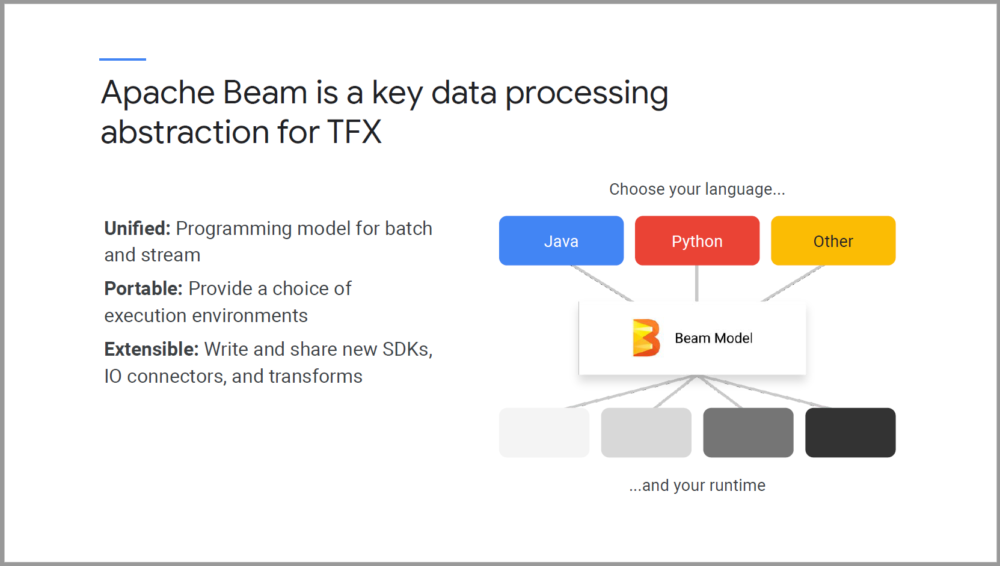 Apache Beam is a key data processing
abstraction for TFX
Unified: Programming model for batch
and stream
Portable: Provide a choice of
execution environments
Extensible: Write and share new SDKs,
IO connectors, and transforms
Choose your language...
Java
Python
Other
Beam Model
...and your runtime